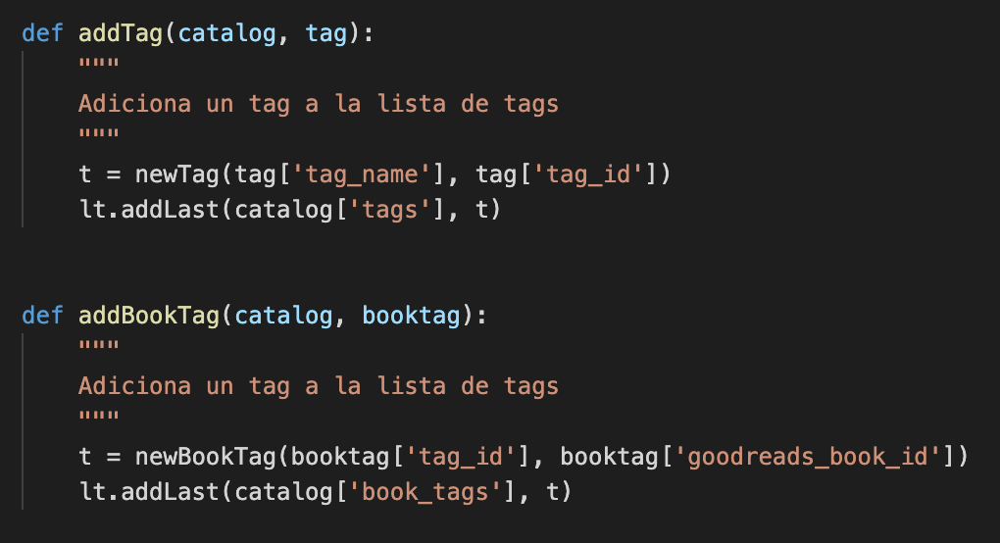 def addTag(catalog, tag):
    """
    Adiciona un tag a la lista de tags
    """
    t = newTag(tag['tag_name'], tag['tag_id'])
    lt.addLast(catalog['tags'], t)
def addBookTag(catalog, booktag):
    """
    Adiciona un tag a la lista de tags
    """
    t = newBookTag(booktag['tag_id'], booktag['goodreads_book_id'])
    lt.addLast(catalog['book_tags'], t)